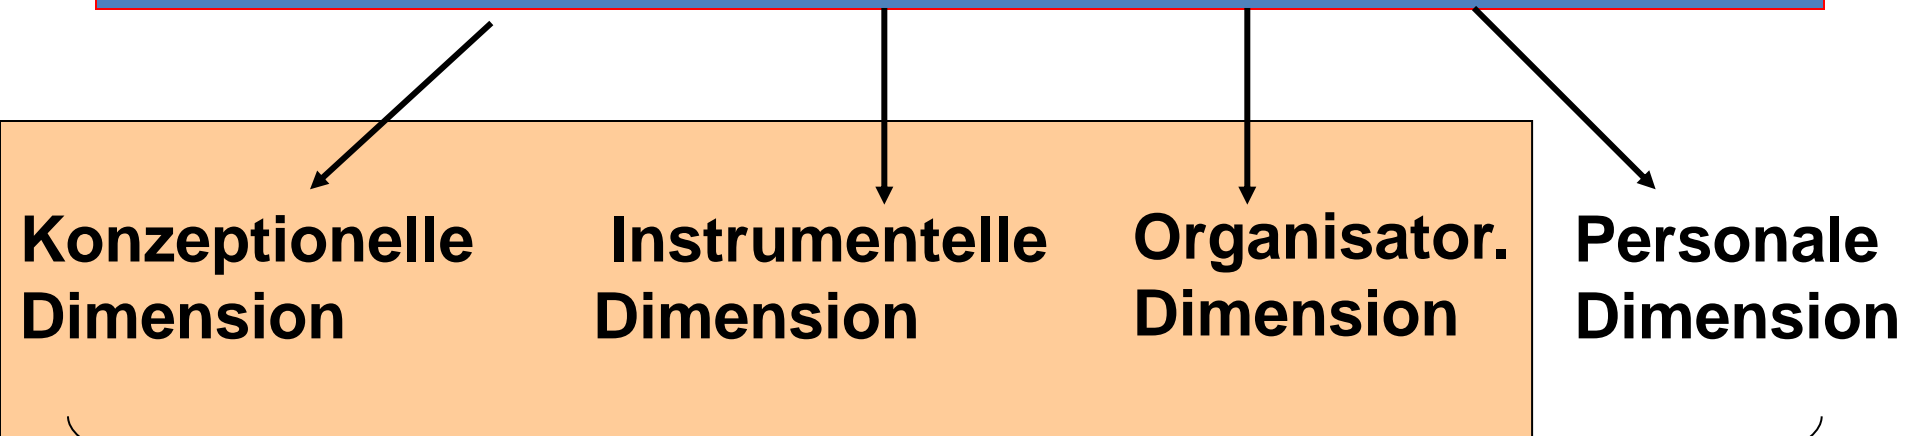 Konzeptionelle
Dimension
Instrumentelle
Dimension
Organisator.
Dimension
Personale
Dimension